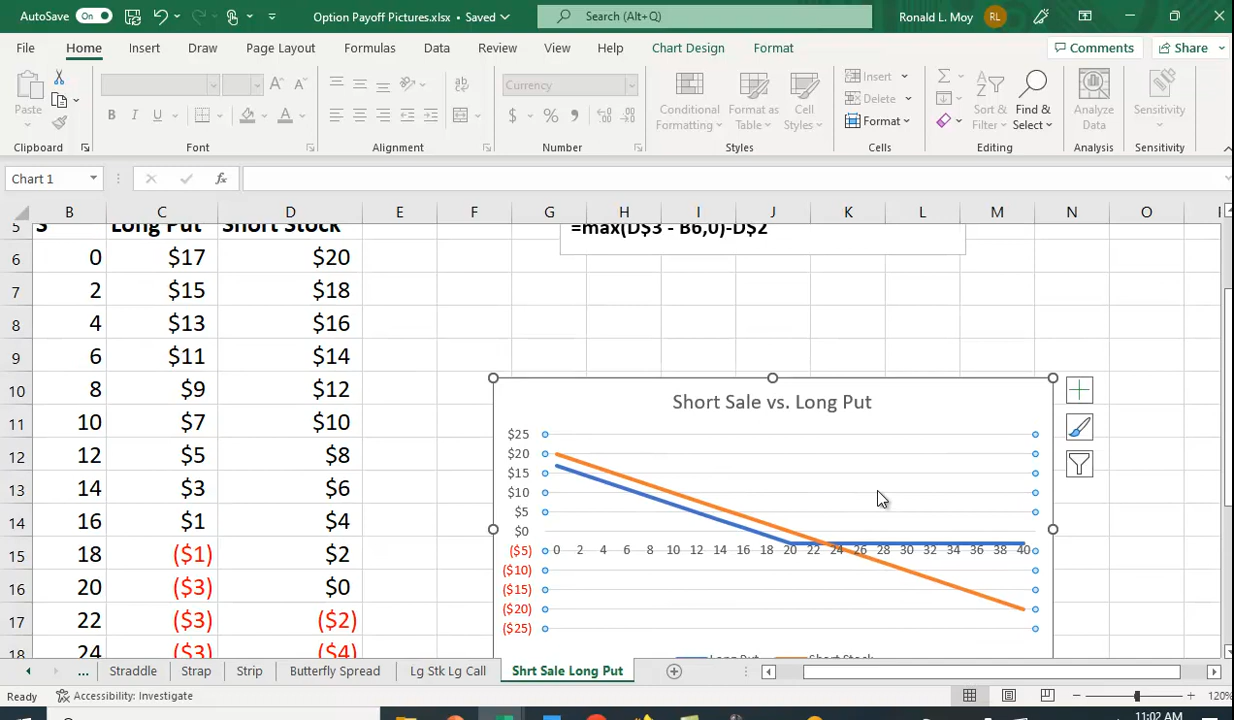 AutoSave On Option Payoff Pictures.xlsx • Saved Search (Alt+Q) Ronald L. Moy RL
File Home Insert Draw Page Layout Formulas Data Review View Help Chart Design Format Comments Share
Paste B I U A A A ab Currency $ % , Conditional Formatting Format as Table Cell Styles Insert Delete Format Sort & Filter Find & Select Analyze Data Sensitivity
Clipboard Font Alignment Number Styles Cells Editing Analysis Sensitivity
Chart 1 fx
B C D E F G H I J K L M N O
5 S Long Put Short Stock =max(D$3 - B6,0)-D$2
6 0 $17 $20
7 2 $15 $18
8 4 $13 $16
9 6 $11 $14
10 8 $9 $12
11 10 $7 $10
12 12 $5 $8
13 14 $3 $6
14 16 $1 $4
15 18 ($1) $2
16 20 ($3) $0
17 22 ($3) ($2)
18 24 ($3) ($4)
Short Sale vs. Long Put
$25
$20
$15
$10
$5
$0
($5) 0 2 4 6 8 10 12 14 16 18 20 22 24 26 28 30 32 34 36 38 40
($10)
($15)
($20)
($25)
Long Put Short Stock
... Straddle Strap Strip Butterfly Spread Lg Stk Lg Call Shrt Sale Long Put
Ready Accessibility: Investigate 120%
11:02 AM